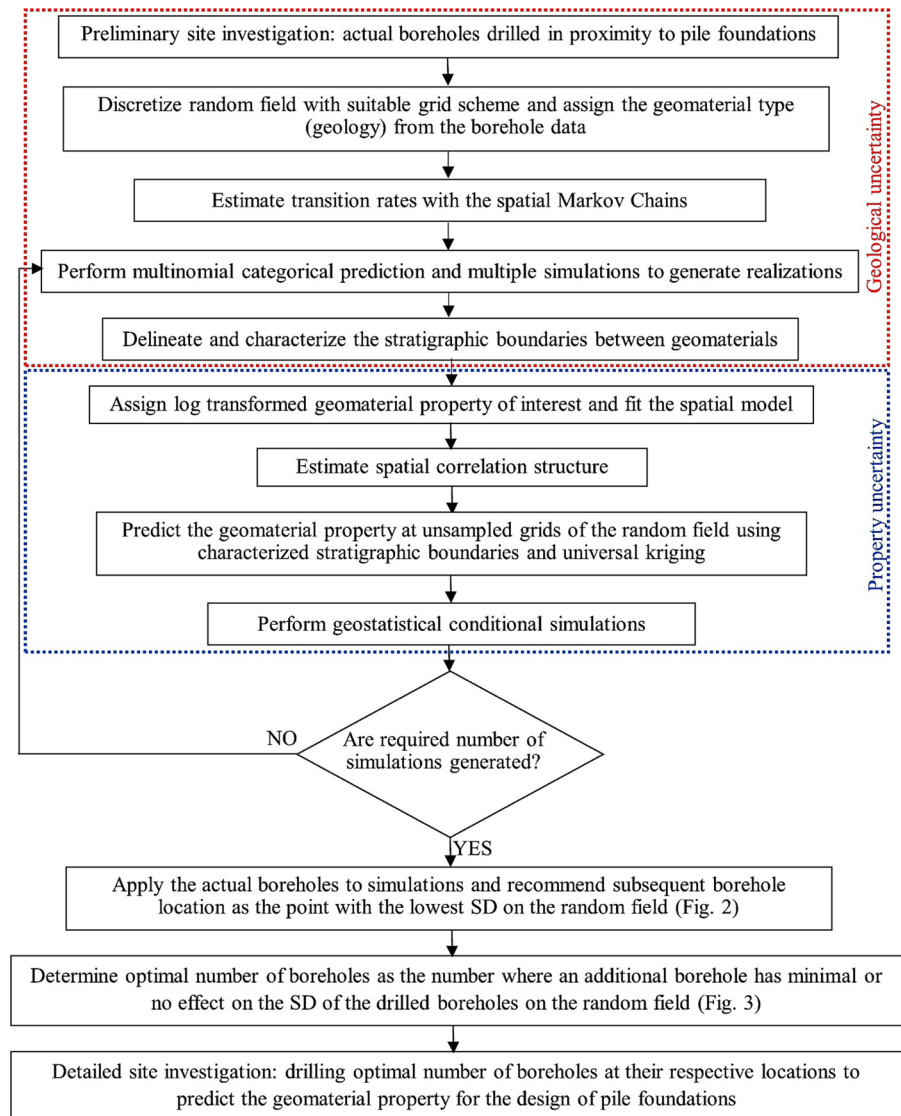 Preliminary site investigation: actual boreholes drilled in proximity to pile foundations
Discretize random field with suitable grid scheme and assign the geomaterial type
(geology) from the borehole data
Estimate transition rates with the spatial Markov Chains
Perform multinomial categorical prediction and multiple simulations to generate realizations
Delineate and characterize the stratigraphic boundaries between geomaterials
Geological uncertainty
Assign log transformed geomaterial property of interest and fit the spatial model
Estimate spatial correlation structure
Predict the geomaterial property at unsampled grids of the random field using
characterized stratigraphic boundaries and universal kriging
Perform geostatistical conditional simulations
Property uncertainty
Are required number of
simulations generated?
NO
YES
Apply the actual boreholes to simulations and recommend subsequent borehole
location as the point with the lowest SD on the random field (Fig. 2)
Determine optimal number of boreholes as the number where an additional borehole has minimal or
no effect on the SD of the drilled boreholes on the random field (Fig. 3)
Detailed site investigation: drilling optimal number of boreholes at their respective locations to
predict the geomaterial property for the design of pile foundations